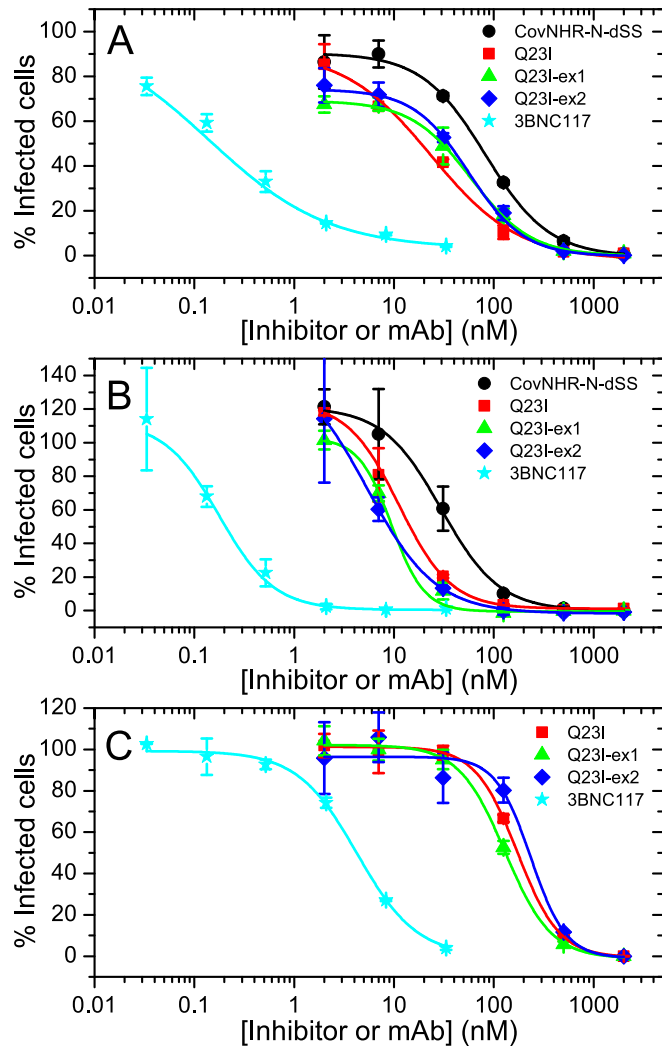 A
CovNHR-N-dSS
Q23I
Q23I-ex1
Q23I-ex2
3BNC117
100
80
60
40
20
0
% Infected cells
0.01 0.1 1 10 100 1000
[Inhibitor or mAb] (nM)
B
CovNHR-N-dSS
Q23I
Q23I-ex1
Q23I-ex2
3BNC117
140
120
100
80
60
40
20
0
% Infected cells
0.01 0.1 1 10 100 1000
[Inhibitor or mAb] (nM)
C
Q23I
Q23I-ex1
Q23I-ex2
3BNC117
120
100
80
60
40
20
0
% Infected cells
0.01 0.1 1 10 100 1000
[Inhibitor or mAb] (nM)